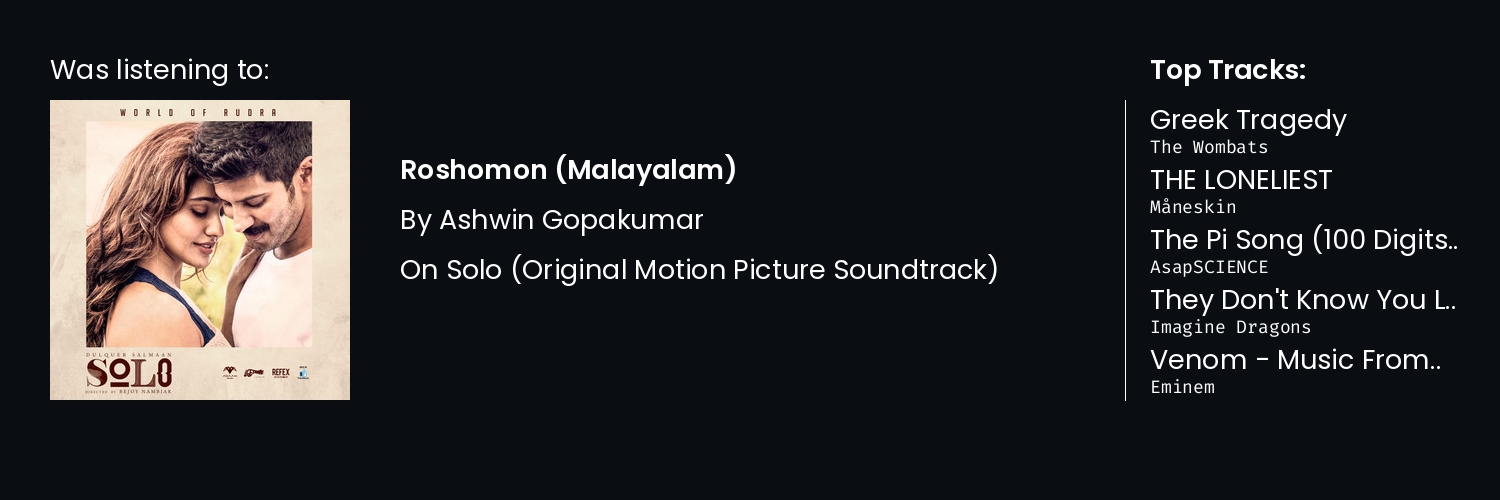 Was listening to:
WORLD OF RUDRA
DULQUER SALMAAN
SOLO
DIRECTED BY BEJOY NAMBIAR
REFEX
Roshomon (Malayalam)
By Ashwin Gopakumar
On Solo (Original Motion Picture Soundtrack)
Top Tracks:
Greek Tragedy
The Wombats
THE LONELIEST
Måneskin
The Pi Song (100 Digits..
AsapSCIENCE
They Don't Know You L..
Imagine Dragons
Venom - Music From..
Eminem